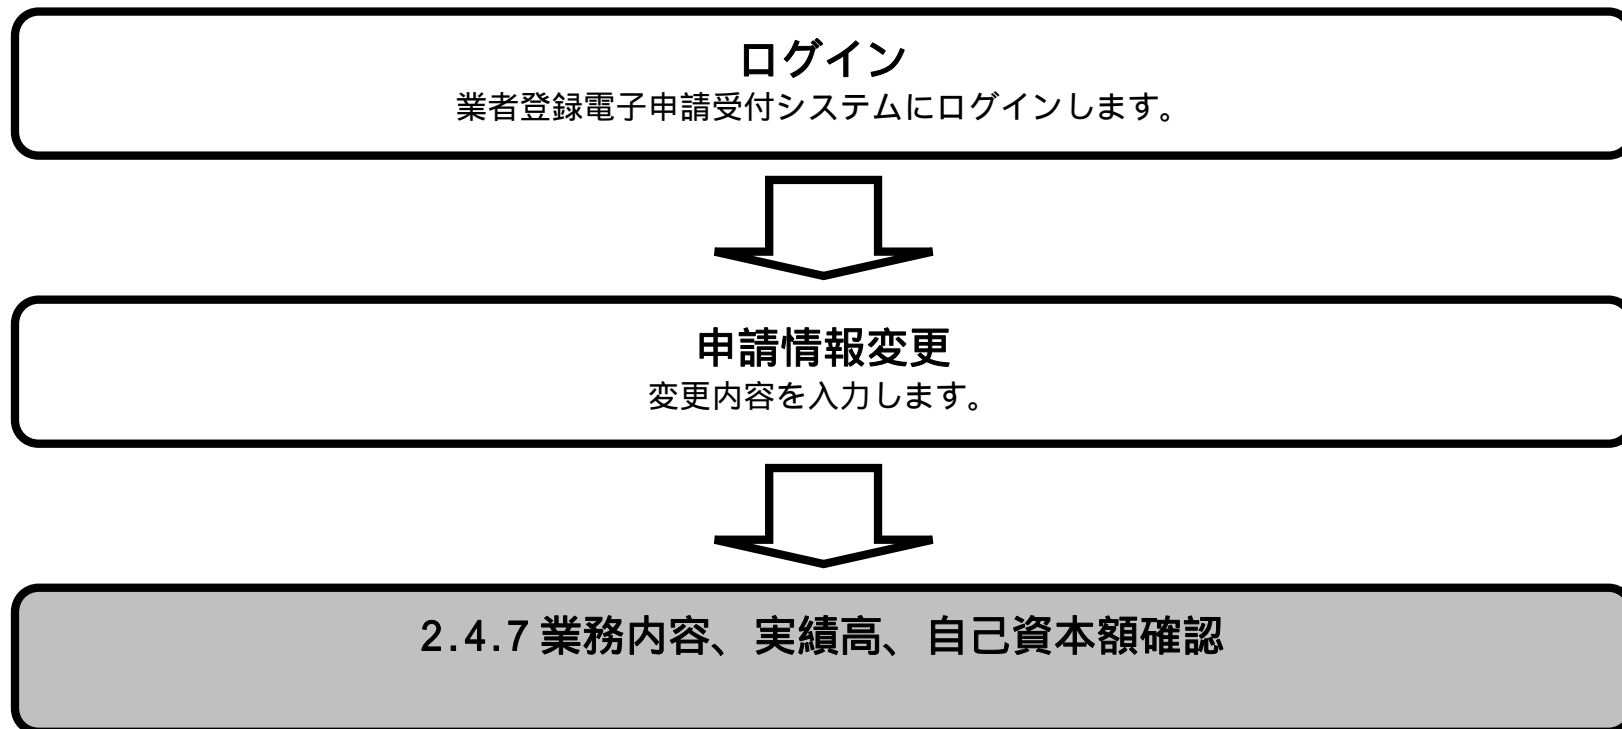 ログイン
業者登録電子申請受付システムにログインします。
申請情報変更
変更内容を入力します。
2.4.7 業務内容、実績高、自己資本額確認